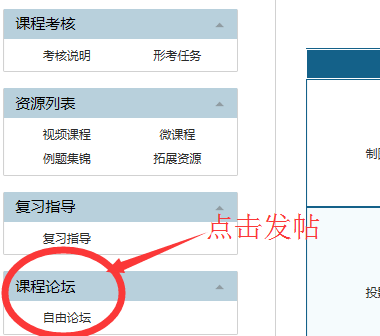 课程考核
考核说明 形考任务
资源列表
视频课程 微课程
例题集锦 拓展资源
复习指导
复习指导
点击发帖
课程论坛
自由论坛
制
投